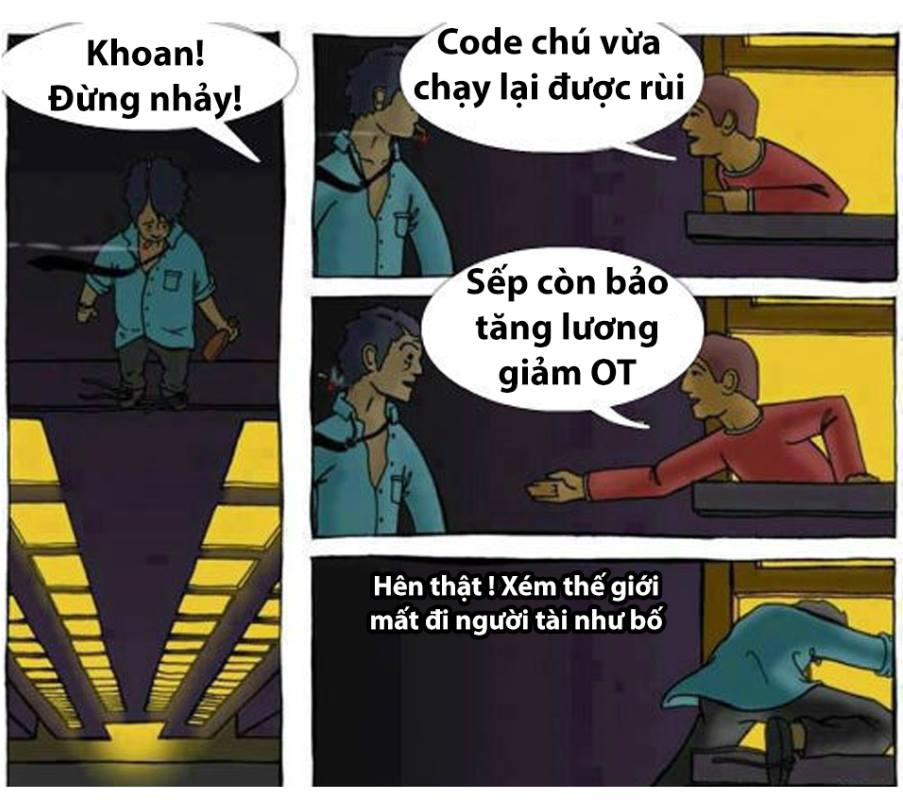 Khoan!
Đừng nhảy!
Code chú vừa
chạy lại được rùi
Sếp còn bảo
tăng lương
giảm OT
Hên thật ! Xém thế giới
mất đi người tài như bố